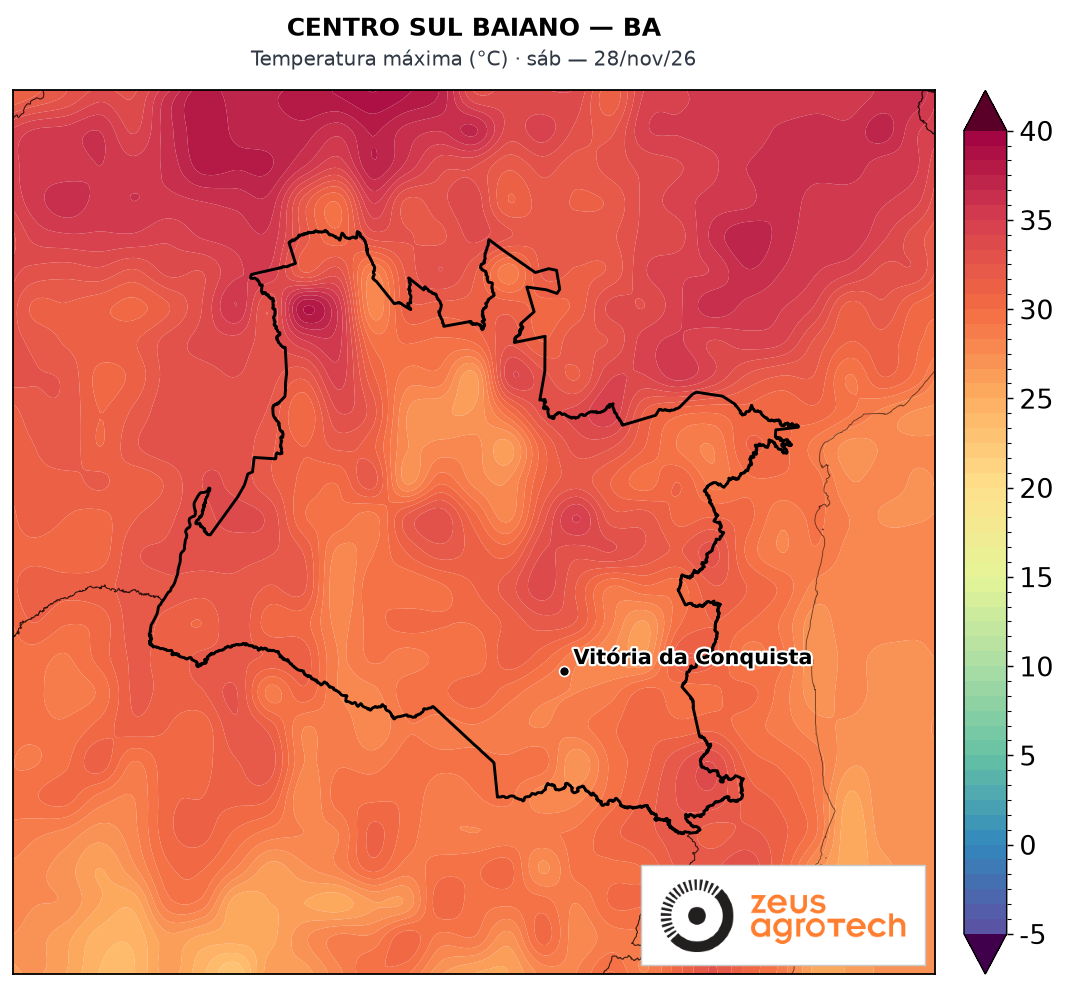 CENTRO SUL BAIANO — BA
Temperatura máxima (°C) · sáb — 28/nov/26
40
35
30
25
20
15
10
5
0
-5
Vitória da Conquista
zeus
agrotech